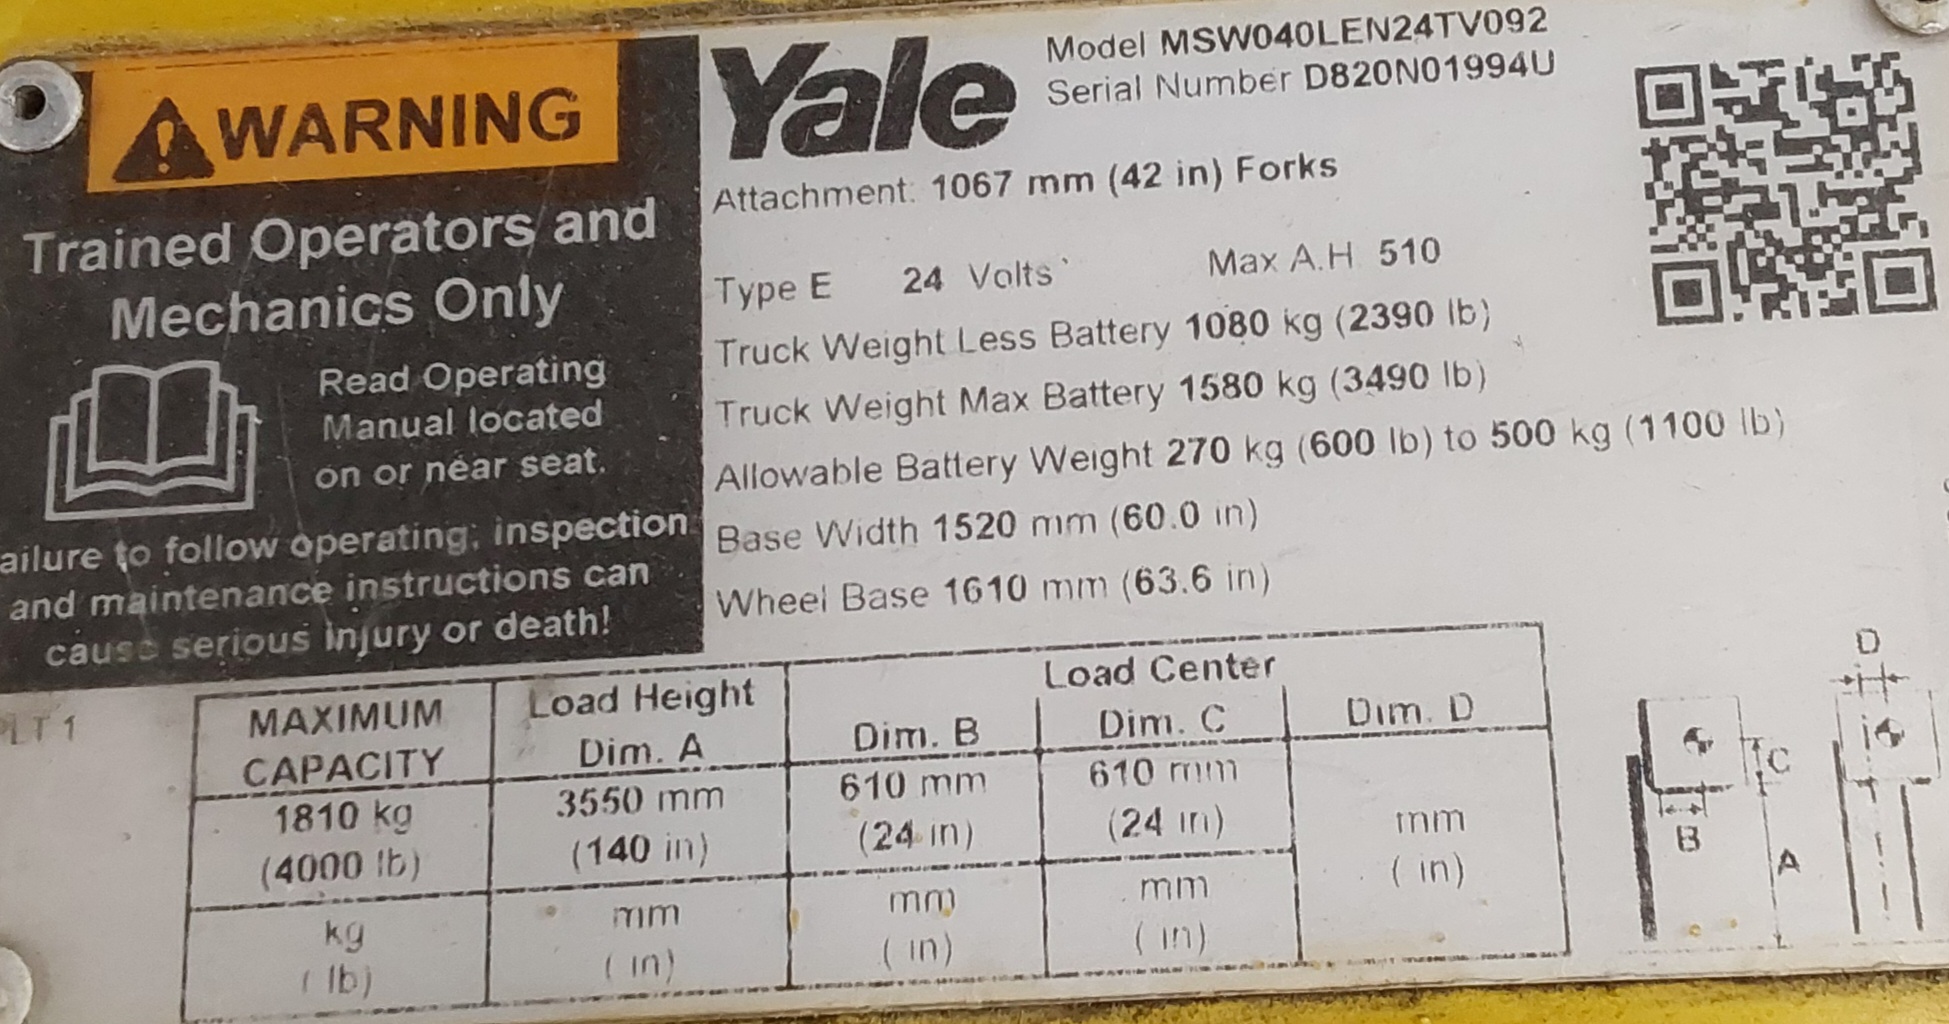 WARNING
Trained Operators and
Mechanics Only
Read Operating
Manual located
on or near seat.
ailure to follow operating, inspection
and maintenance instructions can
cause serious injury or death!
Yale
Model MSW040LEN24TV092
Serial Number D820N01994U
Attachment: 1067 mm (42 in) Forks
Type E 24 Volts Max A.H 510
Truck Weight Less Battery 1080 kg (2390 lb)
Truck Weight Max Battery 1580 kg (3490 lb)
Allowable Battery Weight 270 kg (600 lb) to 500 kg (1100 lb)
Base Width 1520 mm (60.0 in)
Wheel Base 1610 mm (63.6 in)
PLT 1
MAXIMUM
CAPACITY
Load Height
Dim. A
Load Center
Dim. B Dim. C Dim. D
1810 kg 3550 mm 610 mm 610 mm
(4000 lb) (140 in) (24 in) (24 in)
mm
( in)
kg mm mm mm
( lb) ( in) ( in) ( in)
D
C
B
A